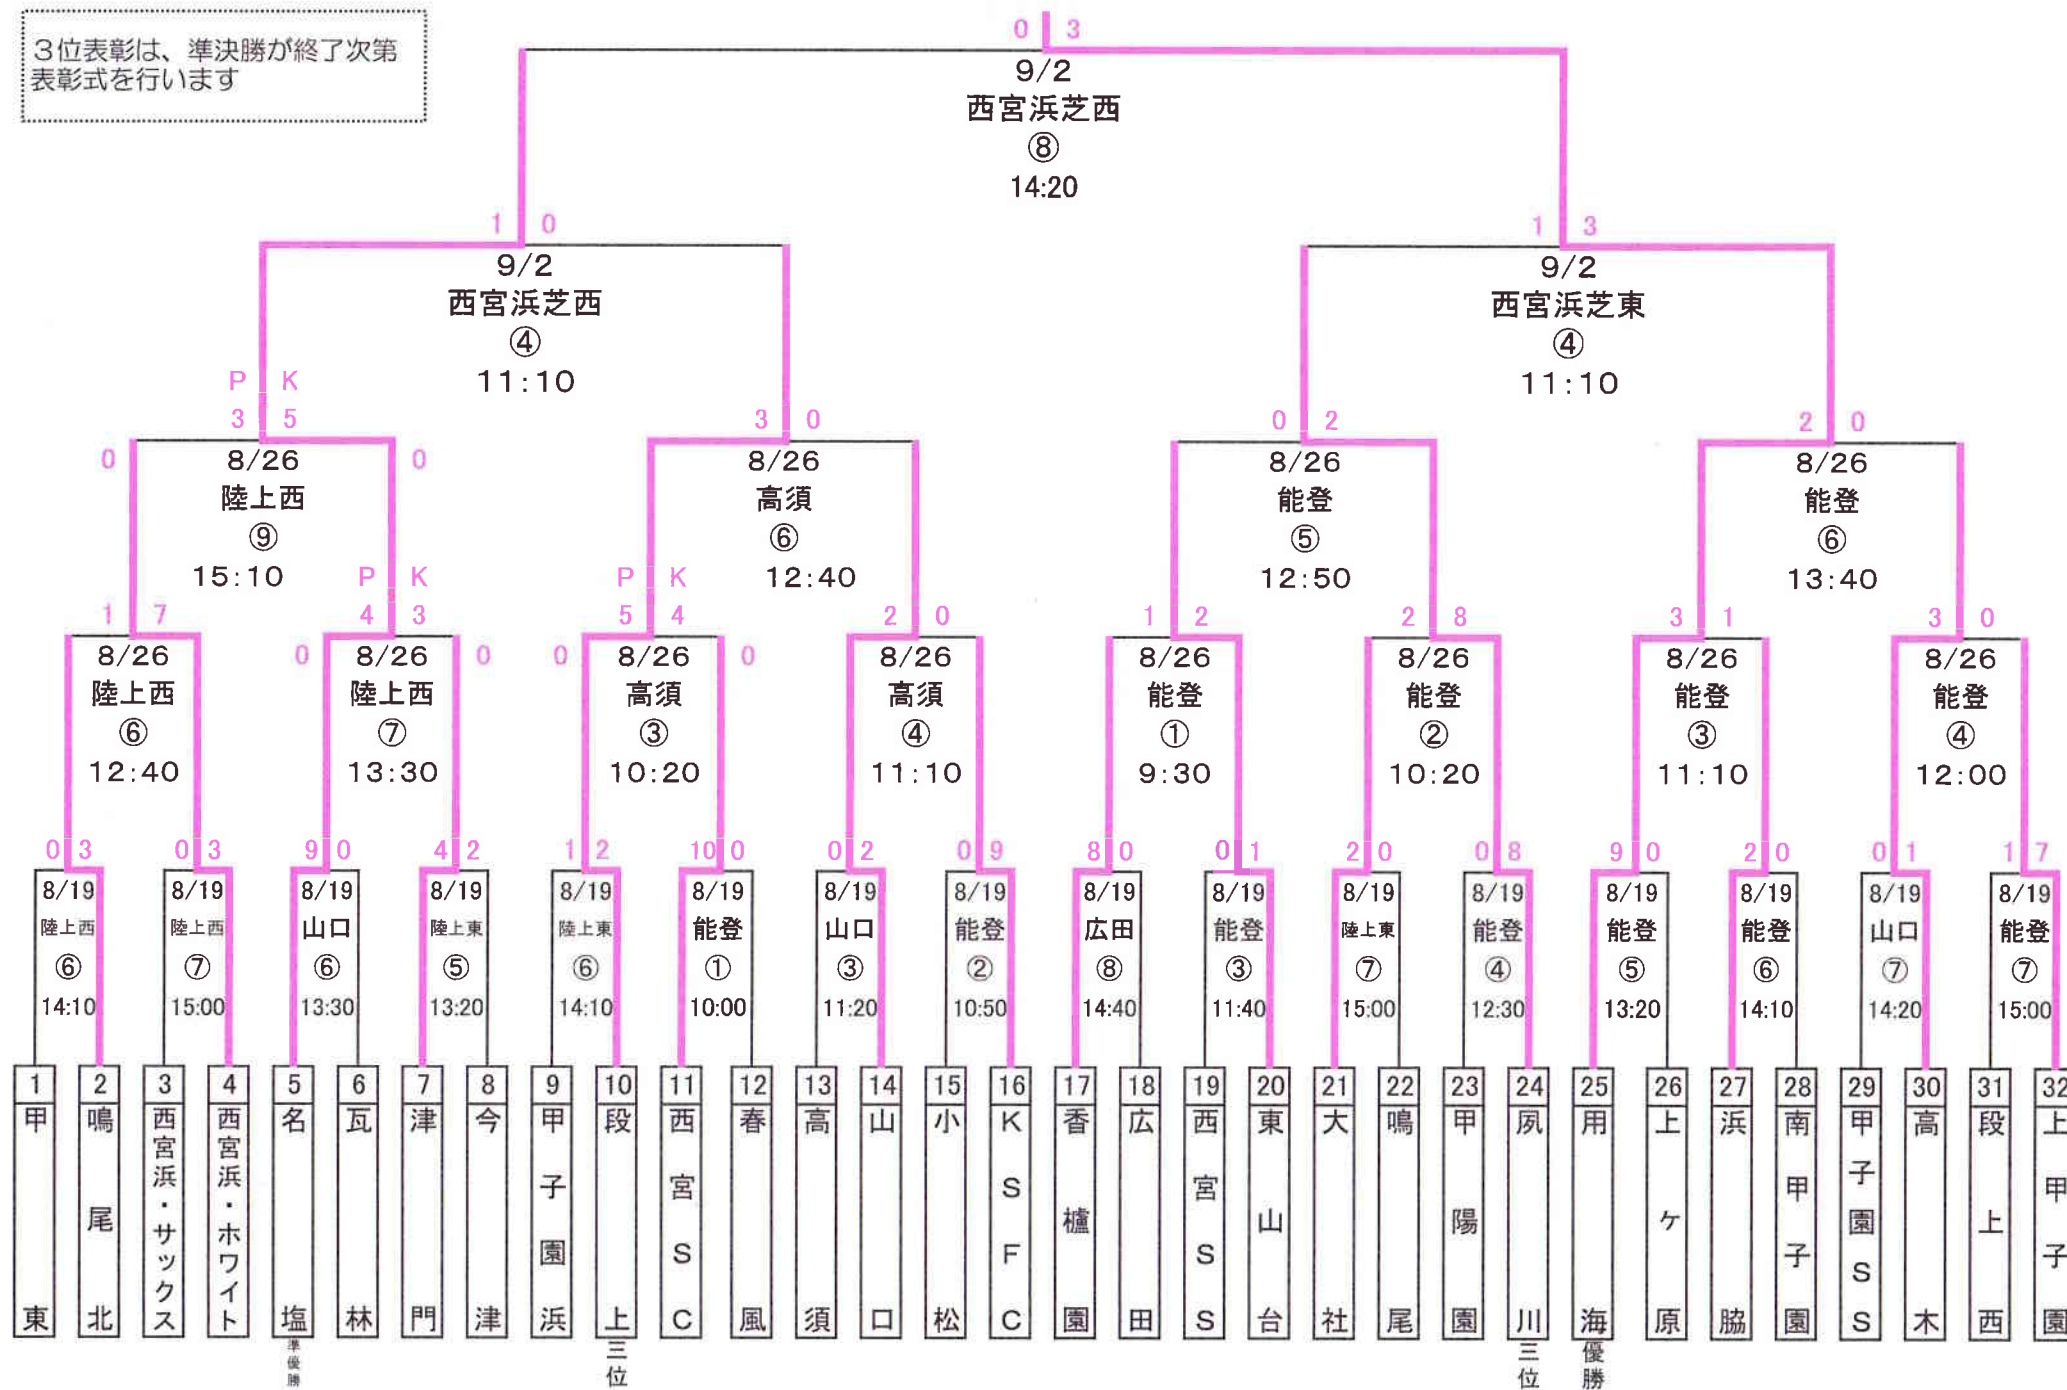 ３位表彰は、準決勝が終了次第
表彰式を行います
0 3
9/2
西宮浜芝西
⑧
14:20
1 0
9/2
西宮浜芝西
④
11:10
1 3
9/2
西宮浜芝東
④
11:10
P K
3 5
0 0
8/26
陸上西
⑨
15:10
3 0
8/26
高須
⑥
12:40
0 2
8/26
能登
⑤
12:50
2 0
8/26
能登
⑥
13:40
1 7
8/26
陸上西
⑥
12:40
P K
4 3
0 0
8/26
陸上西
⑦
13:30
P K
5 4
0 0
8/26
高須
③
10:20
2 0
8/26
高須
④
11:10
1 2
8/26
能登
①
9:30
2 8
8/26
能登
②
10:20
3 1
8/26
能登
③
11:10
3 0
8/26
能登
④
12:00
0 3
8/19
陸上西
⑥
14:10
0 3
8/19
陸上西
⑦
15:00
9 0
8/19
山口
⑥
13:30
4 2
8/19
陸上東
⑤
13:20
1 2
8/19
陸上東
⑥
14:10
10 0
8/19
能登
①
10:00
0 2
8/19
山口
③
11:20
0 9
8/19
能登
②
10:50
8 0
8/19
広田
⑧
14:40
0 1
8/19
能登
③
11:40
2 0
8/19
陸上東
⑦
15:00
0 8
8/19
能登
④
12:30
9 0
8/19
能登
⑤
13:20
2 0
8/19
能登
⑥
14:10
0 1
8/19
山口
⑦
14:20
1 7
8/19
能登
⑦
15:00
1
甲東
2
鳴尾北
3
西宮浜・サックス
4
西宮浜・ホワイト
5
名塩
準優勝
6
瓦林
7
津門
8
今津
9
甲子園浜
10
段上
三位
11
西宮SC
12
春風
13
高須
14
山口
15
小松
16
KSFC
17
香櫨園
18
広田
19
西宮SS
20
東山台
21
大社
22
鳴尾
23
甲陽園
24
夙川
三位
25
用海
優勝
26
上ケ原
27
浜脇
28
南甲子園
29
甲子園SS
30
高木
31
段上西
32
上甲子園